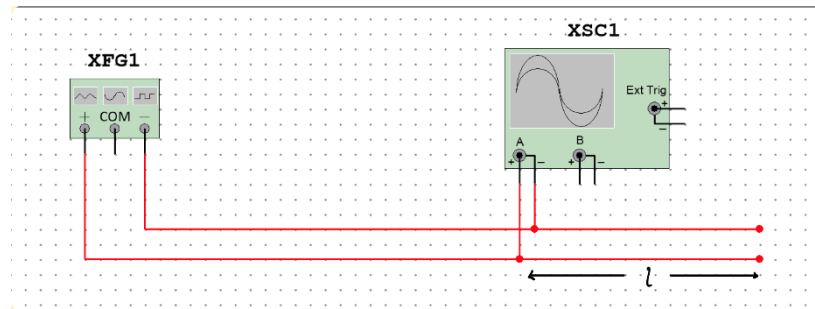 XSC1
XFG1
Ext Trig
+
−
+ COM −
A
B
+ −
+ −
l